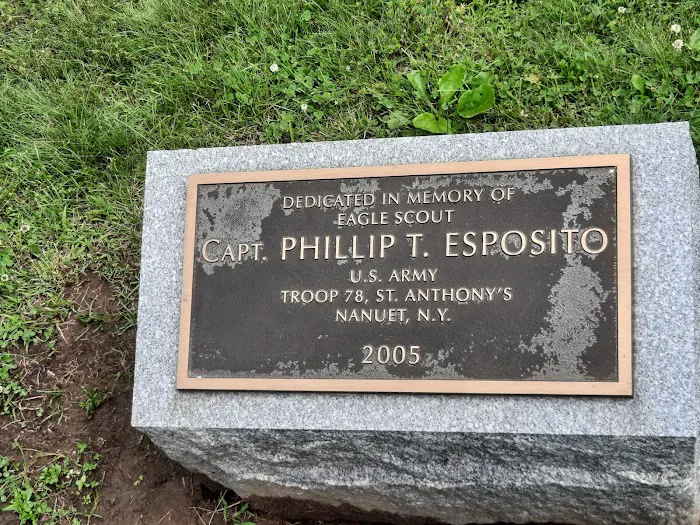 DEDICATED IN MEMORY OF
EAGLE SCOUT
CAPT. PHILLIP T. ESPOSITO
U.S. ARMY
TROOP 78, ST. ANTHONY'S
NANUET, N.Y.
2005